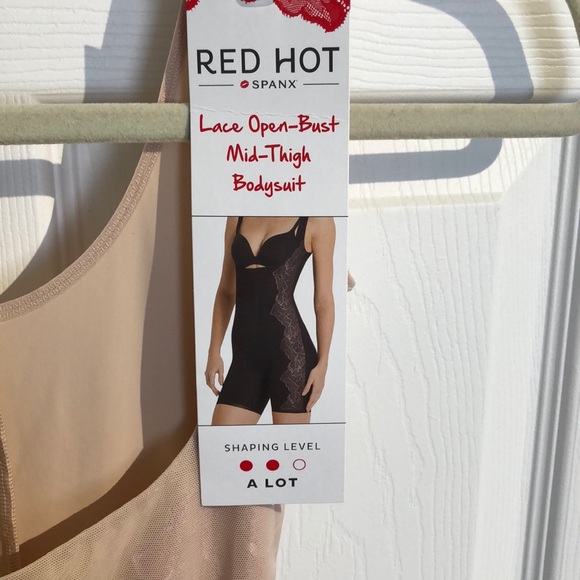 RED HOT
SPANX
Lace Open-Bust
Mid-Thigh
Bodysuit
SHAPING LEVEL
A LOT